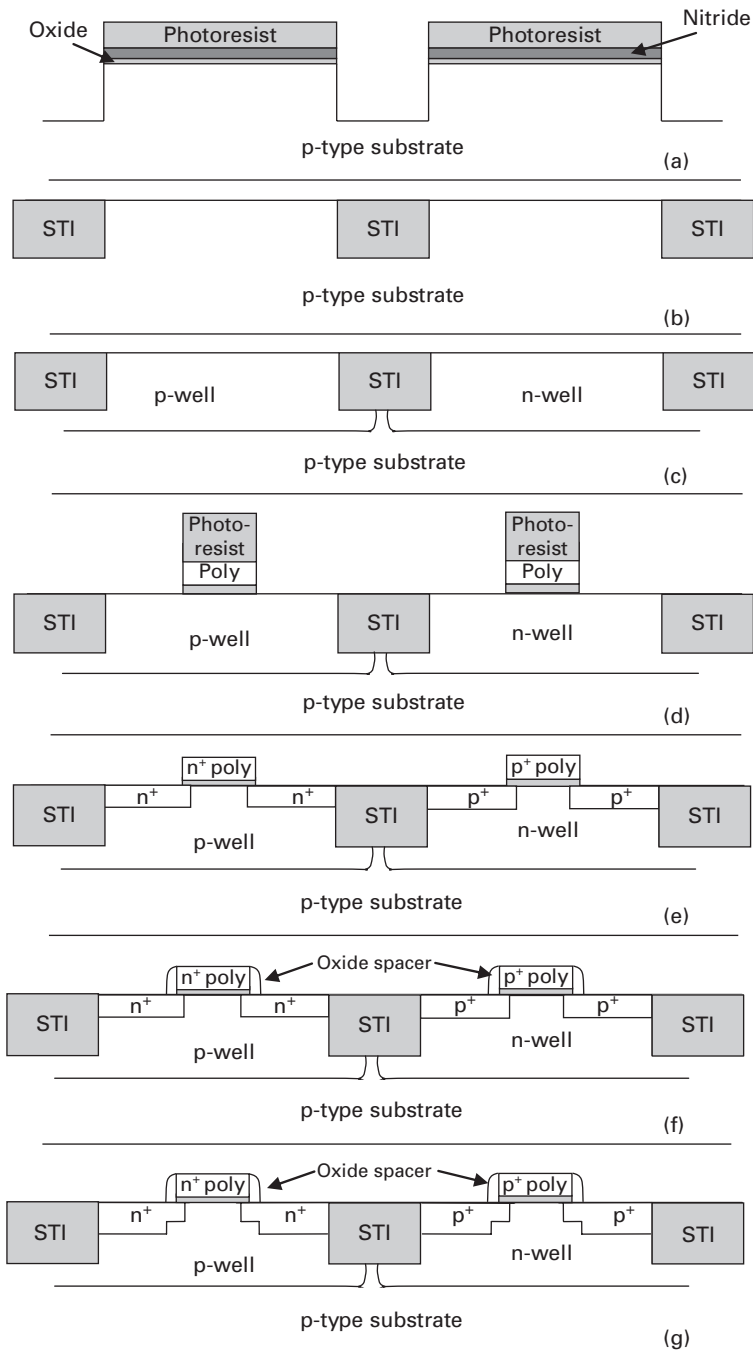 Oxide
Nitride
Photoresist
Photoresist
p-type substrate
(a)
STI
STI
STI
p-type substrate
(b)
STI
STI
STI
p-well
n-well
p-type substrate
(c)
Photo-
resist
Photo-
resist
Poly
Poly
STI
STI
STI
p-well
n-well
p-type substrate
(d)
n+ poly
p+ poly
n+
n+
p+
p+
STI
STI
STI
p-well
n-well
p-type substrate
(e)
Oxide spacer
n+ poly
p+ poly
n+
n+
p+
p+
STI
STI
STI
p-well
n-well
p-type substrate
(f)
Oxide spacer
n+ poly
p+ poly
n+
n+
p+
p+
STI
STI
STI
p-well
n-well
p-type substrate
(g)